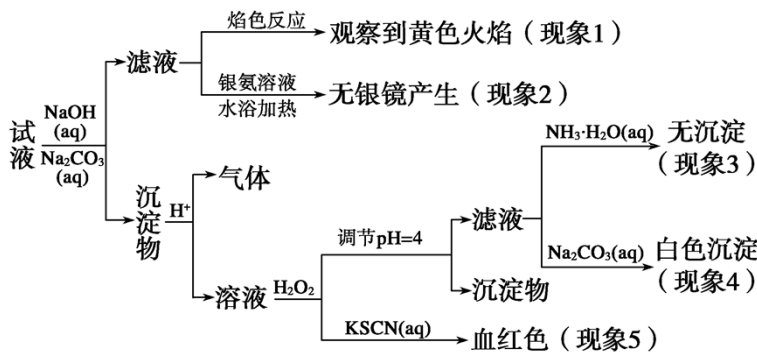 焰色反应
观察到黄色火焰（现象1）
滤液
银氨溶液
水浴加热
无银镜产生（现象2）
试液
NaOH
(aq)
Na₂CO₃
(aq)
NH₃·H₂O(aq)
无沉淀
（现象3）
气体
沉淀物
H⁺
调节pH=4
滤液
Na₂CO₃(aq)
白色沉淀
（现象4）
溶液
H₂O₂
沉淀物
KSCN(aq)
血红色（现象5）